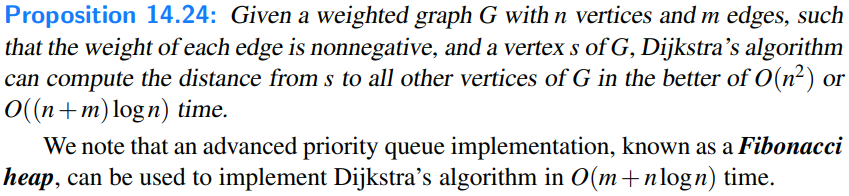 Proposition 14.24: Given a weighted graph G with n vertices and m edges, such
that the weight of each edge is nonnegative, and a vertex s of G, Dijkstra's algorithm
can compute the distance from s to all other vertices of G in the better of O(n²) or
O((n+m)logn) time.
We note that an advanced priority queue implementation, known as a Fibonacci
heap, can be used to implement Dijkstra's algorithm in O(m+nlogn) time.